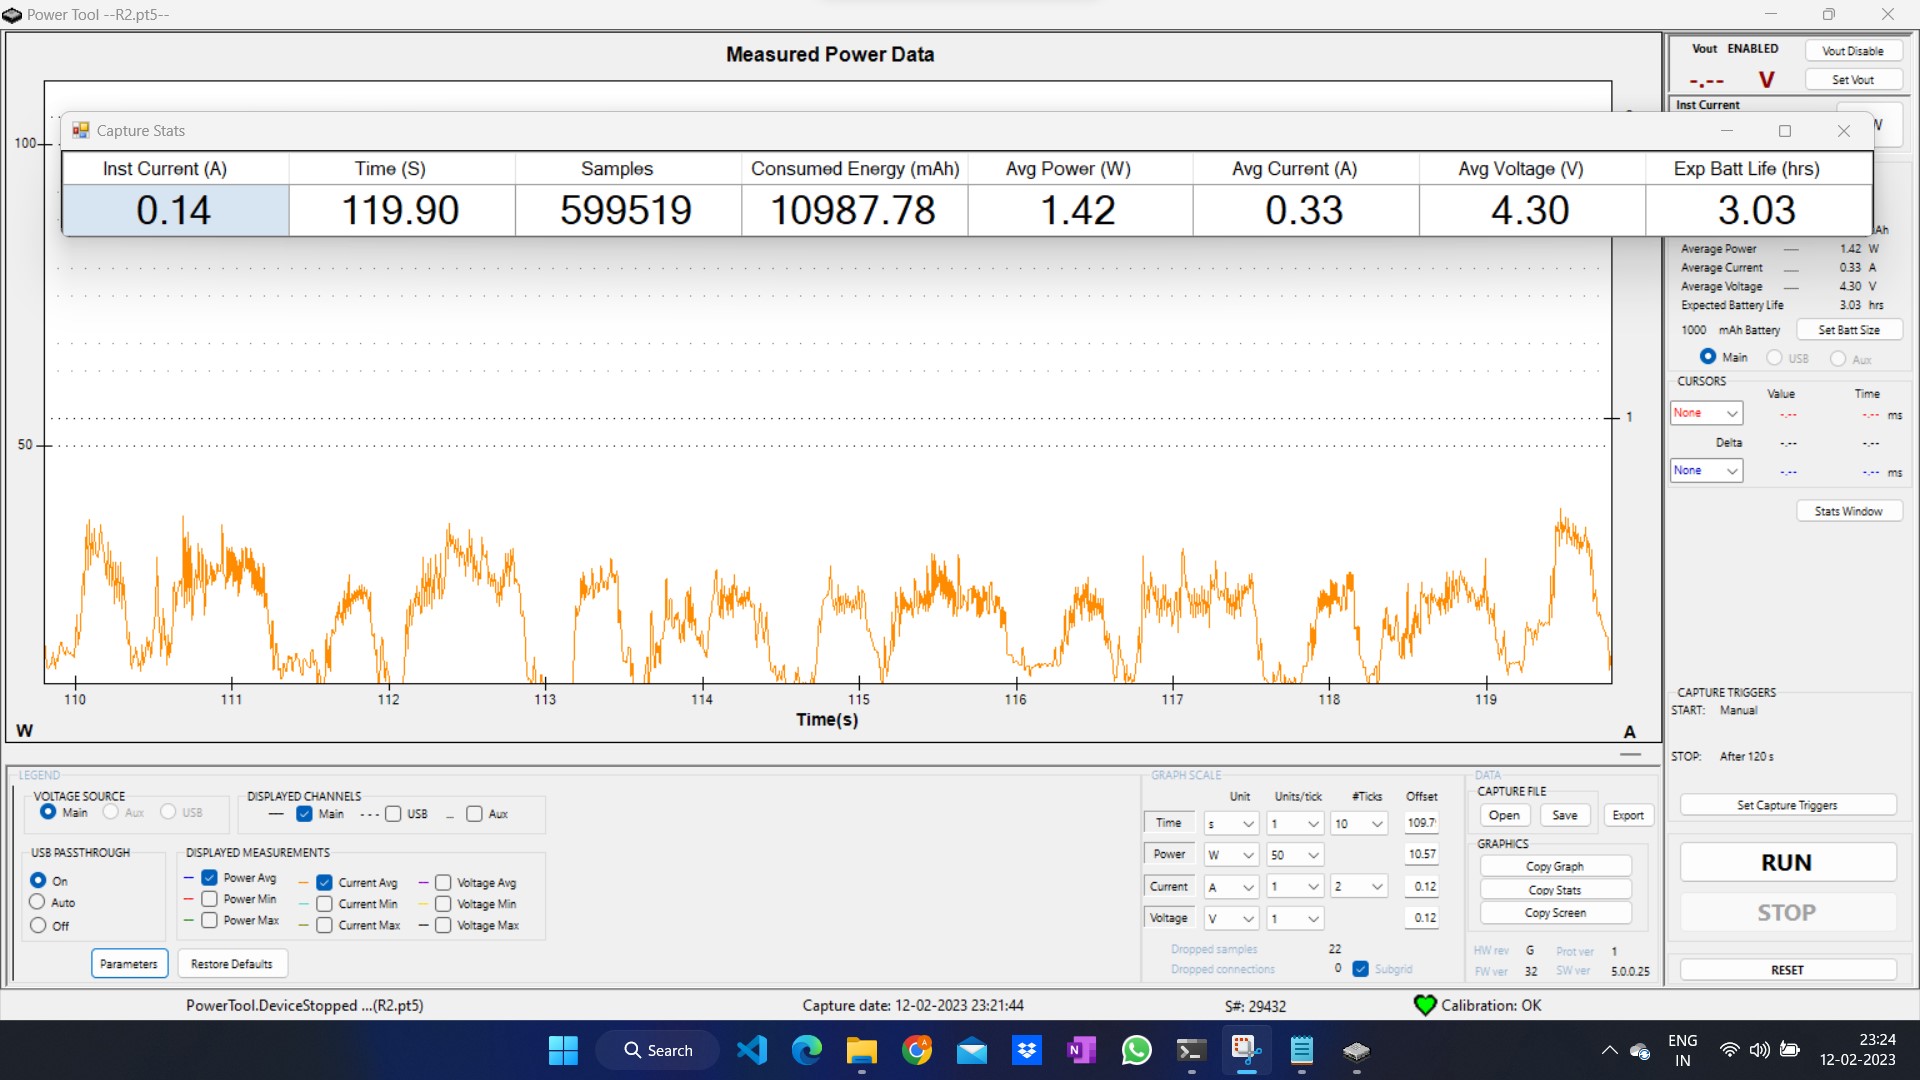 Power Tool --R2.pt5--
Measured Power Data
Vout ENABLED
Vout Disable
-.-- V
Set Vout
Inst Current
W
Capture Stats
100
Inst Current (A) Time (S) Samples Consumed Energy (mAh) Avg Power (W) Avg Current (A) Avg Voltage (V) Exp Batt Life (hrs)
0.14 119.90 599519 10987.78 1.42 0.33 4.30 3.03
Average Power 1.42 W
Average Current 0.33 A
Average Voltage 4.30 V
Expected Battery Life 3.03 hrs
1000 mAh Battery Set Batt Size
Main USB Aux
CURSORS
Value Time
None -.-- -.-- ms
Delta -.-- -.--
None -.-- -.-- ms
Stats Window
1
50
110 111 112 113 114 115 116 117 118 119
Time(s)
W
A
CAPTURE TRIGGERS
START: Manual
STOP: After 120 s
Set Capture Triggers
RUN
STOP
RESET
LEGEND
VOLTAGE SOURCE
Main Aux USB
DISPLAYED CHANNELS
Main USB Aux
USB PASSTHROUGH
On
Auto
Off
DISPLAYED MEASUREMENTS
Power Avg Current Avg Voltage Avg
Power Min Current Min Voltage Min
Power Max Current Max Voltage Max
Parameters Restore Defaults
GRAPH SCALE
Unit Units/tick #Ticks Offset
Time s 1 10 109.7
Power W 50 10.57
Current A 1 2 0.12
Voltage V 1 0.12
Dropped samples 22
Dropped connections 0 Subgrid
DATA
CAPTURE FILE
Open Save Export
GRAPHICS
Copy Graph
Copy Stats
Copy Screen
HW rev G Prot ver 1
FW ver 32 SW ver 5.0.0.25
PowerTool.DeviceStopped ...(R2.pt5) Capture date: 12-02-2023 23:21:44 S#: 29432 Calibration: OK
Search
ENG
IN
23:24
12-02-2023